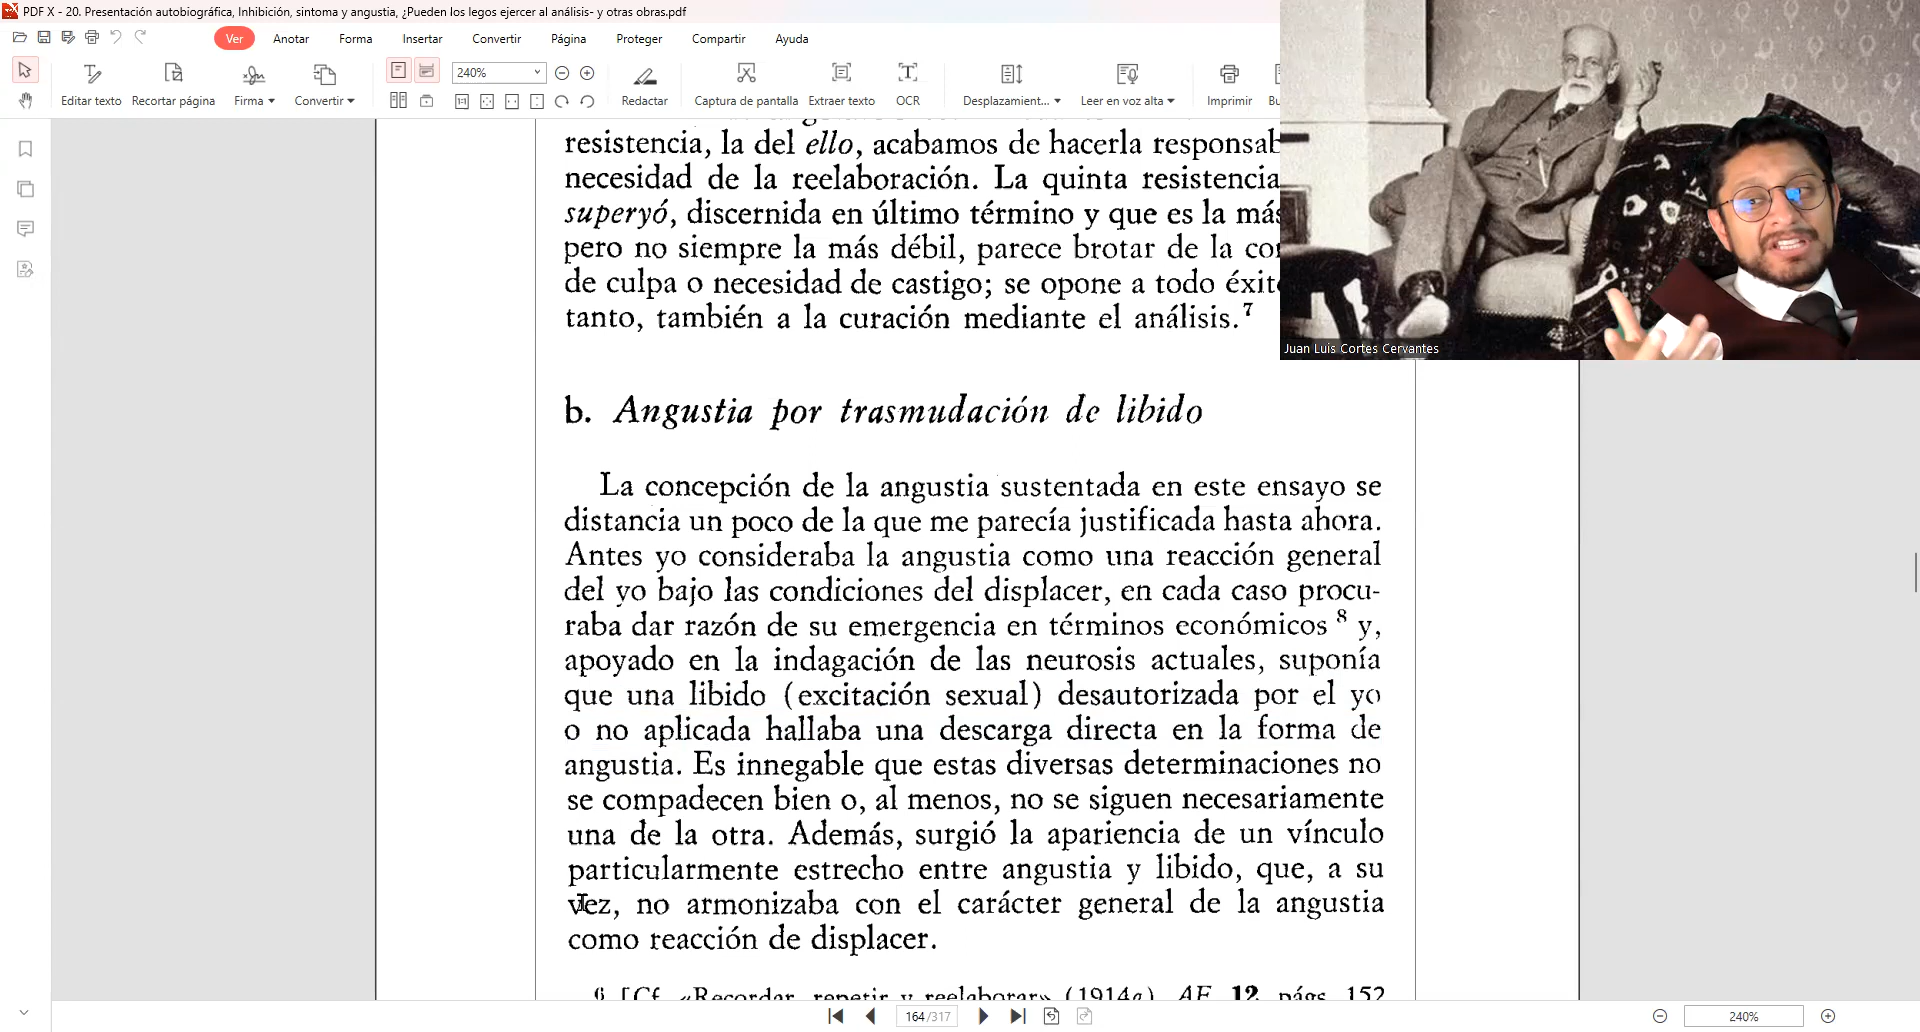 PDF X - 20. Presentación autobiográfica, Inhibición, sintoma y angustia, ¿Pueden los legos ejercer al análisis- y otras obras.pdf
Ver Anotar Forma Insertar Convertir Página Proteger Compartir Ayuda
240%
Editar texto Recortar página Firma Convertir Redactar Captura de pantalla Extraer texto OCR Desplazamient... Leer en voz alta Imprimir
resistencia, la del ello, acabamos de hacerla
necesidad de la reelaboración. La quinta resistencia
superyó, discernida en último término y que es la
pero no siempre la más débil, parece brotar de la
de culpa o necesidad de castigo; se opone a todo
tanto, también a la curación mediante el análisis.⁷
Juan Luis Cortes Cervantes
b. Angustia por trasmudación de libido
La concepción de la angustia sustentada en este ensayo se
distancia un poco de la que me parecía justificada hasta ahora.
Antes yo consideraba la angustia como una reacción general
del yo bajo las condiciones del displacer, en cada caso procu-
raba dar razón de su emergencia en términos económicos ⁸ y,
apoyado en la indagación de las neurosis actuales, suponía
que una libido (excitación sexual) desautorizada por el yo
o no aplicada hallaba una descarga directa en la forma de
angustia. Es innegable que estas diversas determinaciones no
se compadecen bien o, al menos, no se siguen necesariamente
una de la otra. Además, surgió la apariencia de un vínculo
particularmente estrecho entre angustia y libido, que, a su
vez, no armonizaba con el carácter general de la angustia
como reacción de displacer.
6 [Cf. «Recordar, repetir y reelaborar» (1914g), AE, 12, págs. 152
164 /317
240%